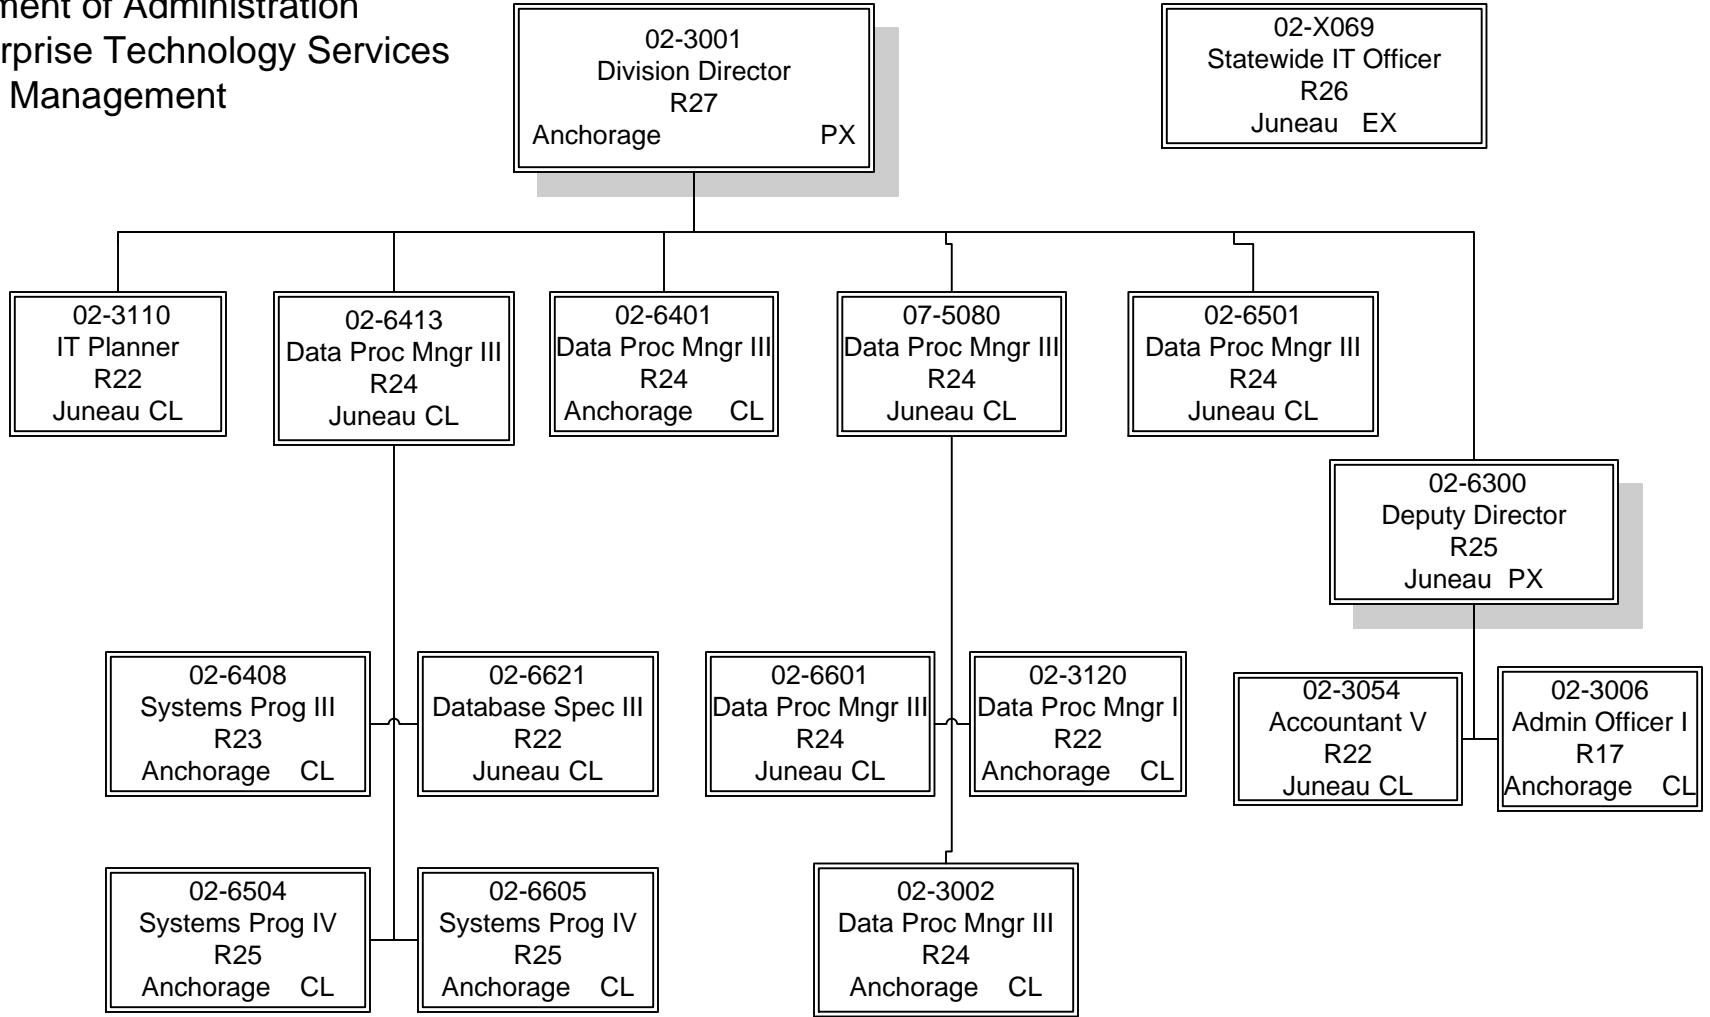 ment of Administration
rprise Technology Services
Management
02-3001
Division Director
R27
Anchorage PX
02-X069
Statewide IT Officer
R26
Juneau EX
02-3110
IT Planner
R22
Juneau CL
02-6413
Data Proc Mngr III
R24
Juneau CL
02-6401
Data Proc Mngr III
R24
Anchorage CL
07-5080
Data Proc Mngr III
R24
Juneau CL
02-6501
Data Proc Mngr III
R24
Juneau CL
02-6300
Deputy Director
R25
Juneau PX
02-6408
Systems Prog III
R23
Anchorage CL
02-6621
Database Spec III
R22
Juneau CL
02-6601
Data Proc Mngr III
R24
Juneau CL
02-3120
Data Proc Mngr I
R22
Anchorage CL
02-3054
Accountant V
R22
Juneau CL
02-3006
Admin Officer I
R17
Anchorage CL
02-6504
Systems Prog IV
R25
Anchorage CL
02-6605
Systems Prog IV
R25
Anchorage CL
02-3002
Data Proc Mngr III
R24
Anchorage CL